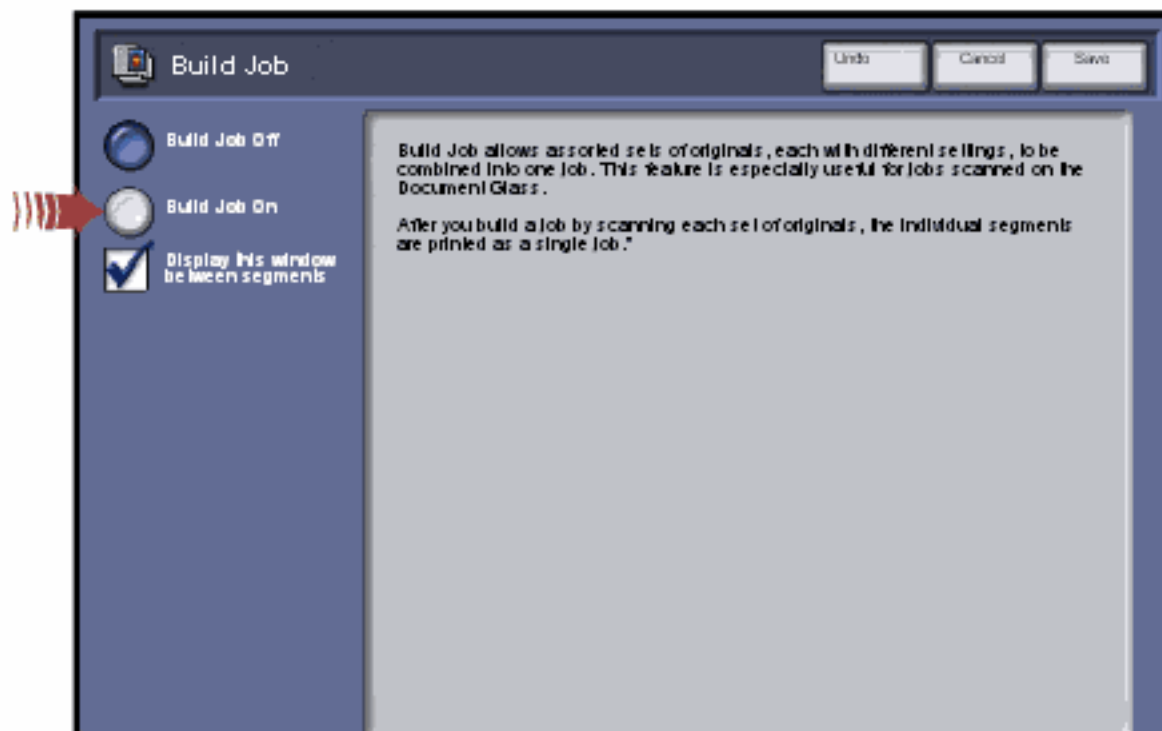 Build Job
Undo
Cancel
Save
Build Job Off
Build Job On
Display this window
between segments
Build Job allows assorted sets of originals, each with different settings, to be
combined into one job. This feature is especially useful for jobs scanned on the
Document Glass.
After you build a job by scanning each set of originals, the individual segments
are printed as a single job."